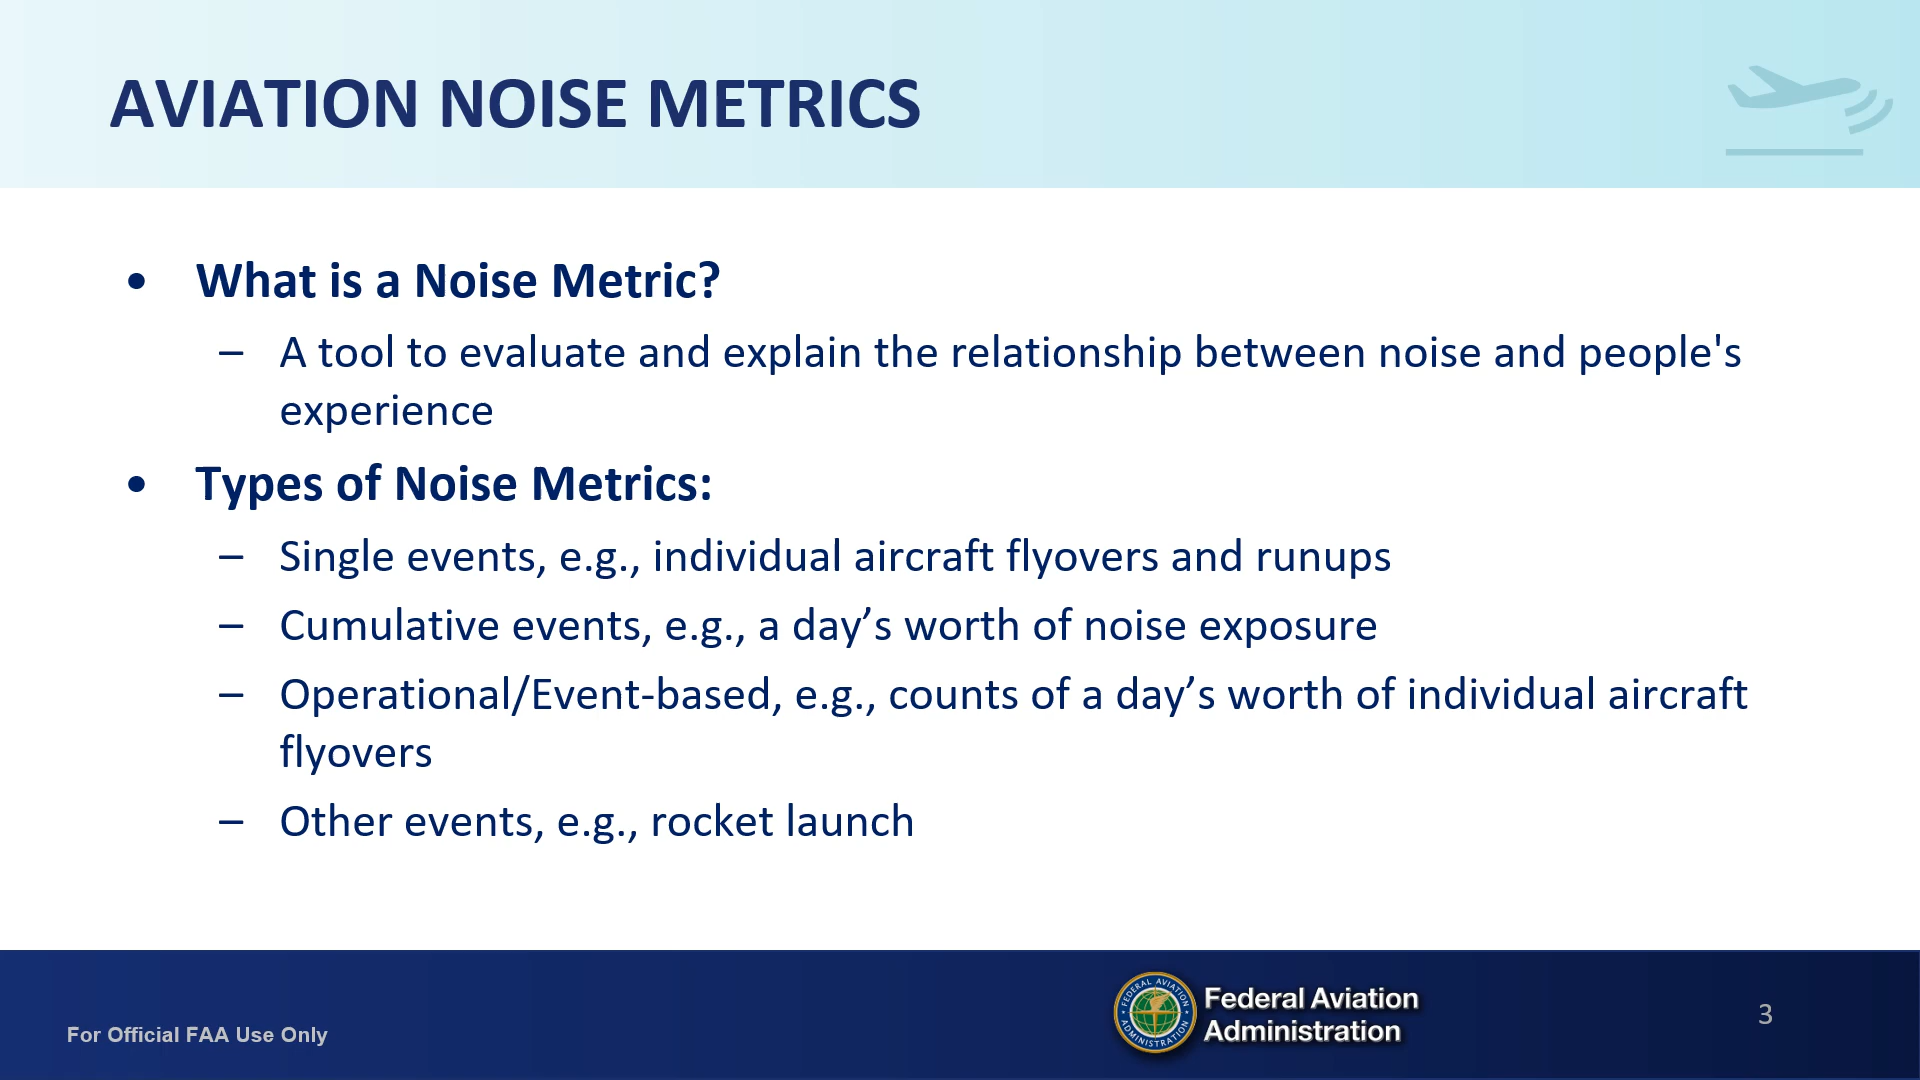 AVIATION NOISE METRICS
• What is a Noise Metric?
– A tool to evaluate and explain the relationship between noise and people's
experience
• Types of Noise Metrics:
– Single events, e.g., individual aircraft flyovers and runups
– Cumulative events, e.g., a day’s worth of noise exposure
– Operational/Event-based, e.g., counts of a day’s worth of individual aircraft
flyovers
– Other events, e.g., rocket launch
For Official FAA Use Only
FEDERAL AVIATION
ADMINISTRATION
Federal Aviation
Administration
3